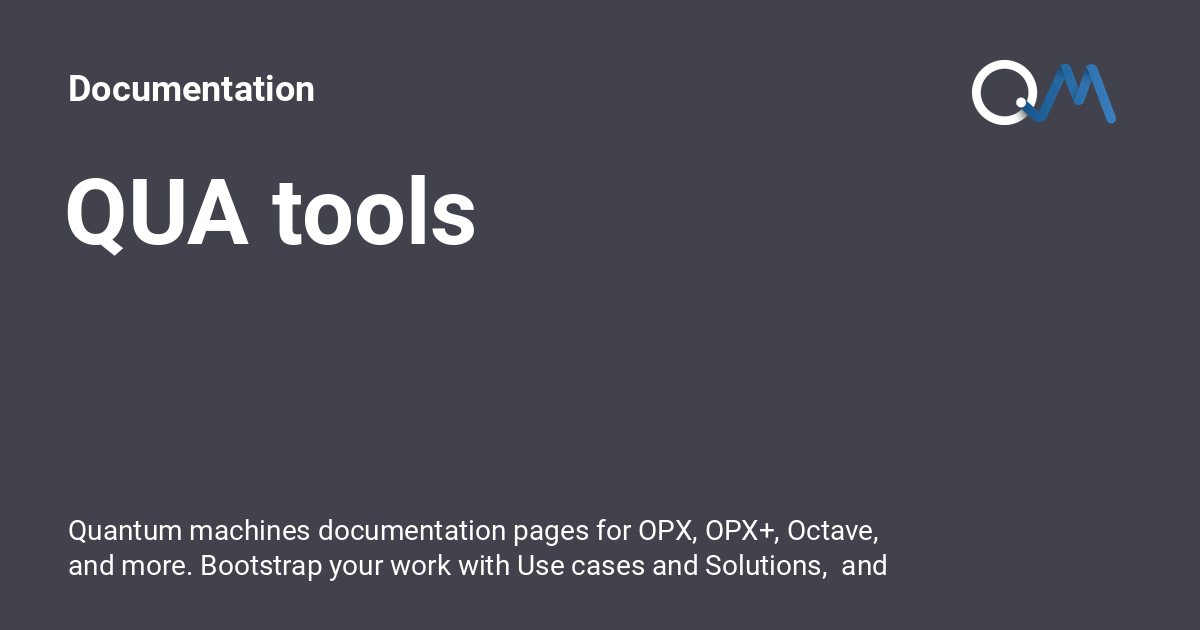 Documentation
QM
QUA tools
Quantum machines documentation pages for OPX, OPX+, Octave,
and more. Bootstrap your work with Use cases and Solutions,  and